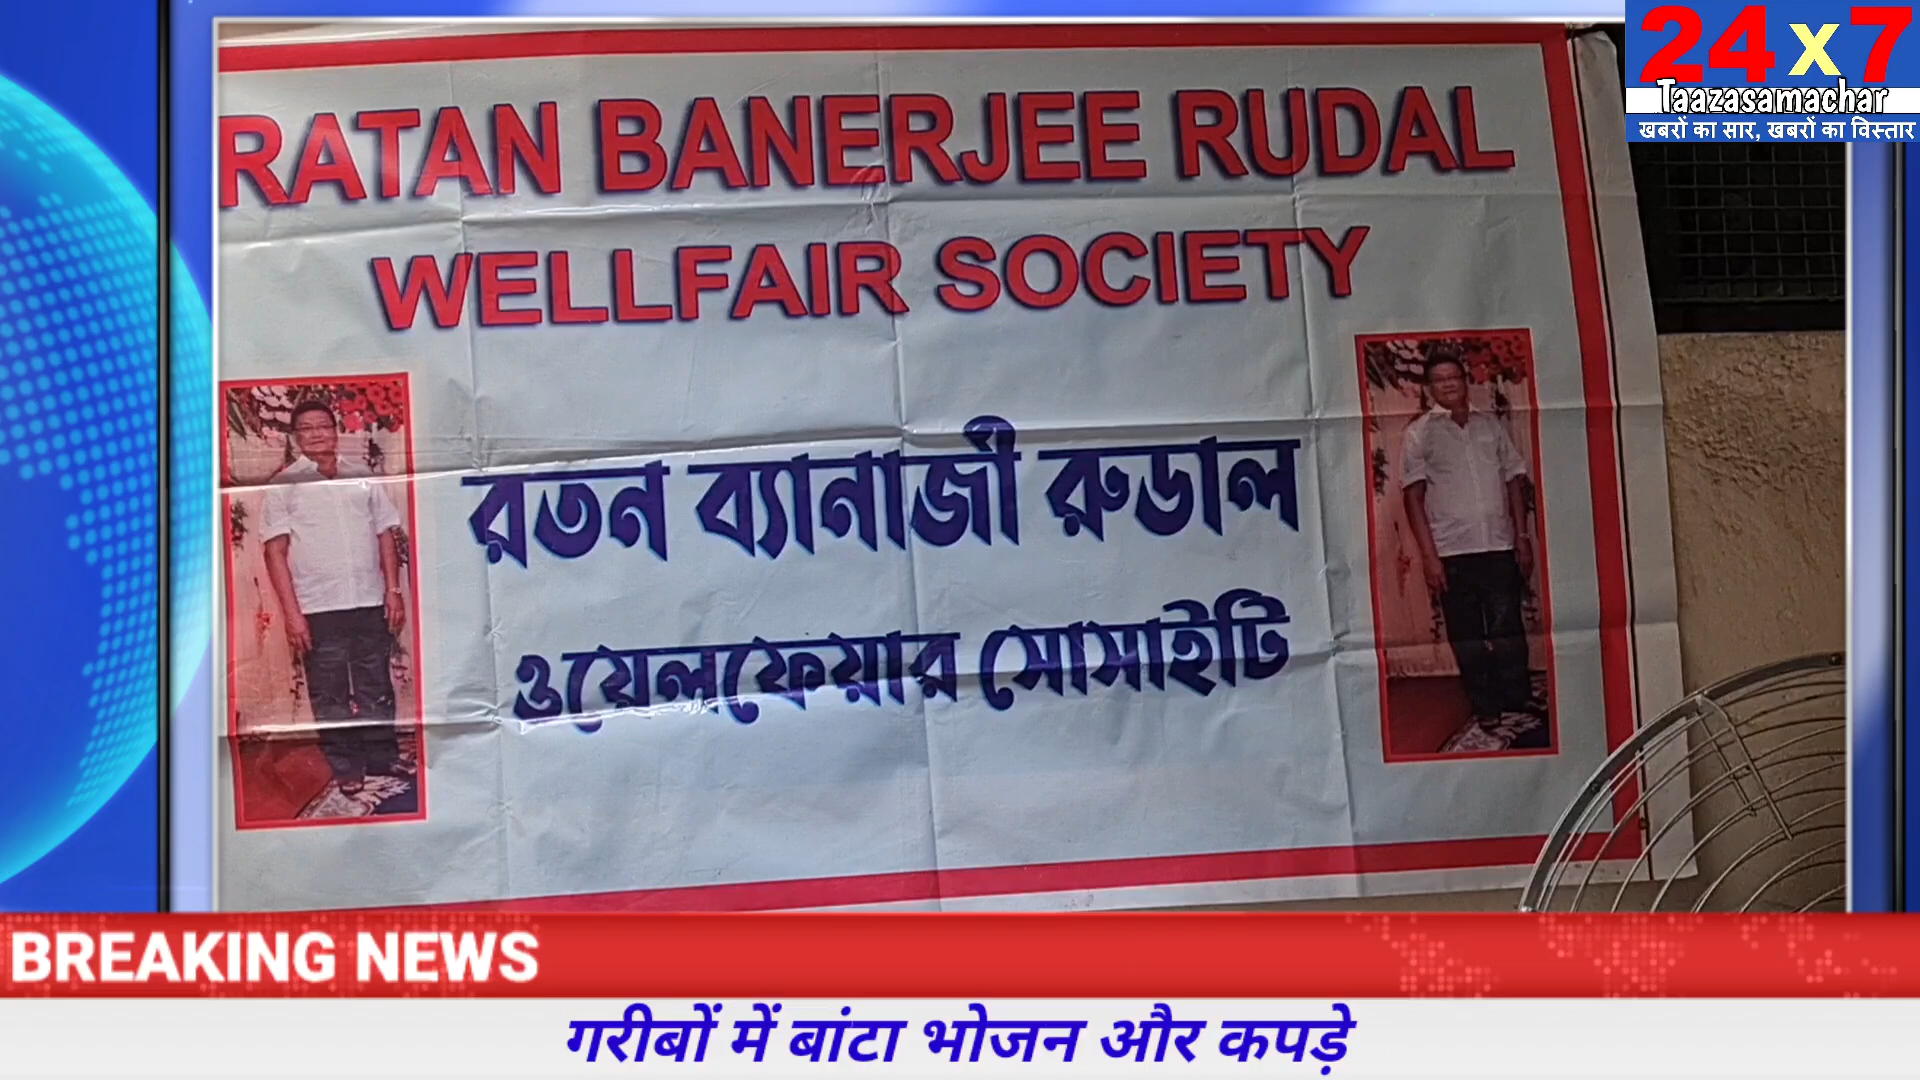 24x7
Taazasamachar
खबरों का सार, खबरों का विस्तार
RATAN BANERJEE RUDAL
WELLFAIR SOCIETY
রতন ব্যানার্জী রুডাল
ওয়েলফেয়ার সোসাইটি
BREAKING NEWS
गरीबों में बांटा भोजन और कपड़े